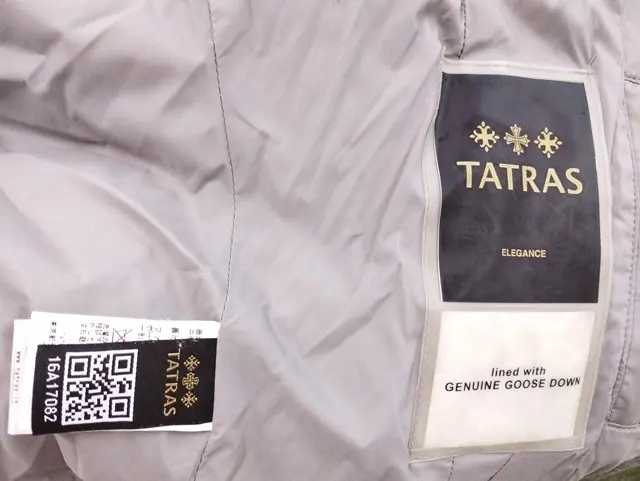 TATRAS
ELEGANCE
lined with
GENUINE GOOSE DOWN
TATRAS
16A17082